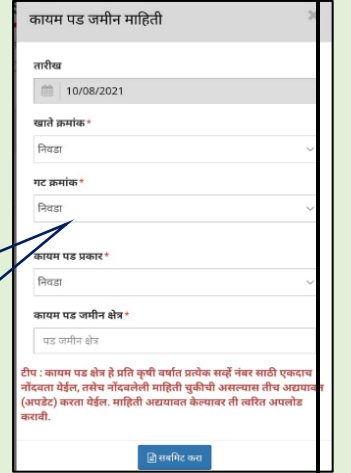 कायम पड जमीन माहिती
तारीख
10/08/2021
खाते क्रमांक*
निवडा
गट क्रमांक*
निवडा
कायम पड प्रकार*
निवडा
कायम पड जमीन क्षेत्र*
पड जमीन क्षेत्र
टीप : कायम पड क्षेत्र हे प्रति कृषी वर्षात प्रत्येक सर्व्हे नंबर साठी एकदाच
नोंदवता येईल, तसेच नोंदवलेली माहिती चुकीची असल्यास तीच अद्ययावत
(अपडेट) करता येईल. माहिती अद्ययावत केल्यावर ती त्वरित अपलोड
करावी.
सबमिट करा